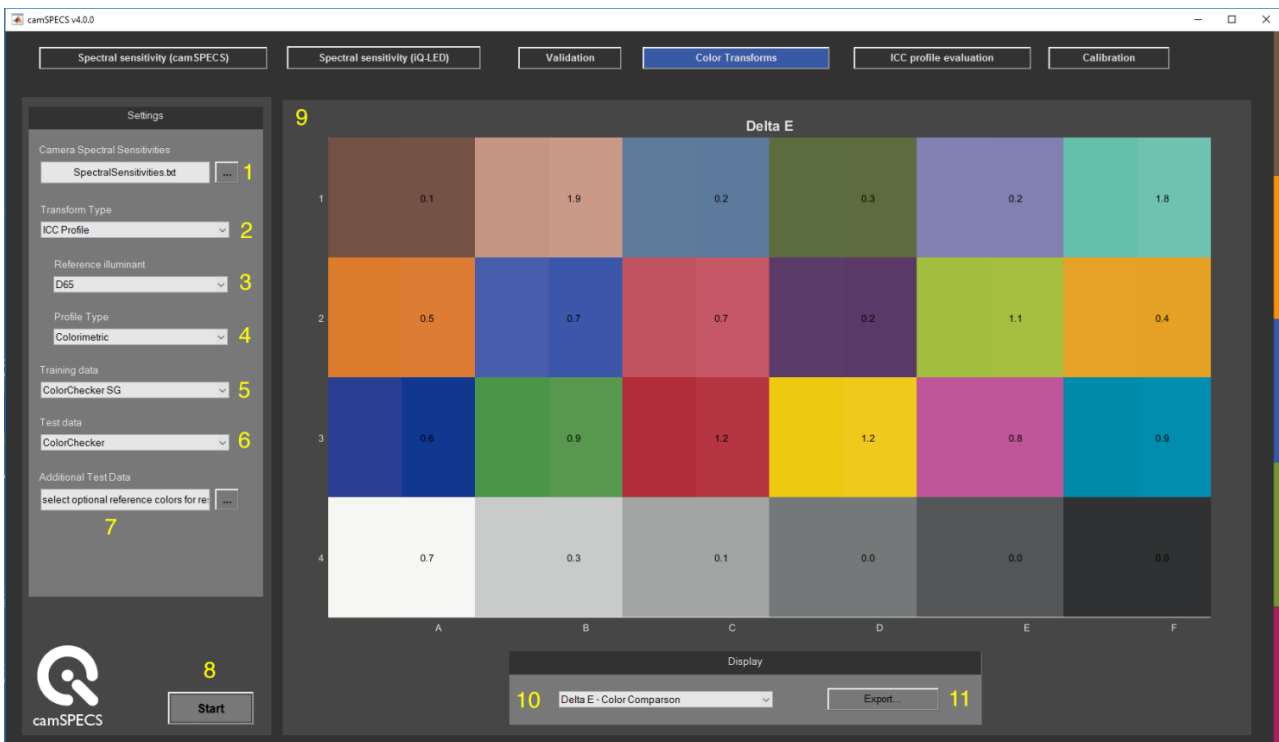 camSPECS v4.0.0
Spectral sensitivity (camSPECS) Spectral sensitivity (iQ-LED) Validation Color Transforms ICC profile evaluation Calibration
Settings
Camera Spectral Sensitivities
SpectralSensitivities.txt ... 1
Transform Type
ICC Profile 2
Reference illuminant
D65 3
Profile Type
Colorimetric 4
Training data
ColorChecker SG 5
Test data
ColorChecker 6
Additional Test Data
select optional reference colors for re: ...
7
8
Start
camSPECS
9
Delta E
1 0.1 1.9 0.2 0.3 0.2 1.8
2 0.5 0.7 0.7 0.2 1.1 0.4
3 0.6 0.9 1.2 1.2 0.8 0.9
4 0.7 0.3 0.1 0.0 0.0 0.0
A B C D E F
Display
10 Delta E - Color Comparson Export... 11